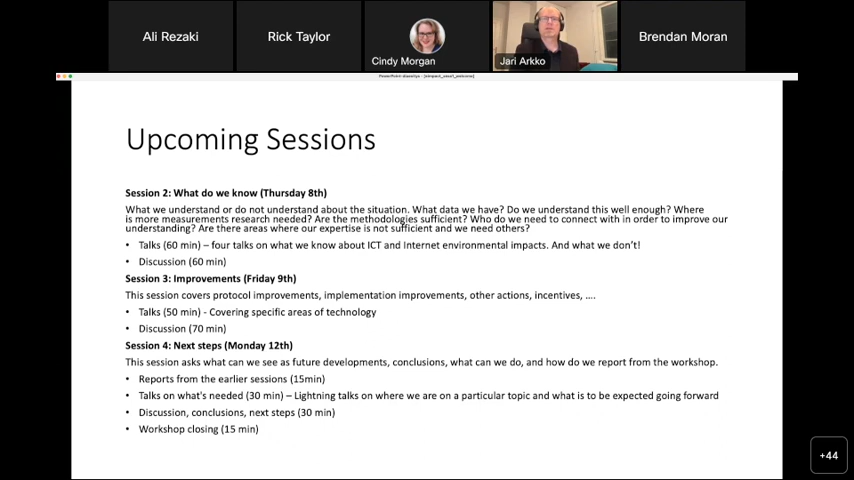 Ali Rezaki
Rick Taylor
Cindy Morgan
Jari Arkko
Brendan Moran
Upcoming Sessions
Session 2: What do we know (Thursday 8th)
What we understand or do not understand about the situation. What data we have? Do we understand this well enough? Where
is more measurements research needed? Are the methodologies sufficient? Who do we need to connect with in order to improve our
understanding? Are there areas where our expertise is not sufficient and we need others?
• Talks (60 min) – four talks on what we know about ICT and Internet environmental impacts. And what we don't!
• Discussion (60 min)
Session 3: Improvements (Friday 9th)
This session covers protocol improvements, implementation improvements, other actions, incentives, ....
• Talks (50 min) - Covering specific areas of technology
• Discussion (70 min)
Session 4: Next steps (Monday 12th)
This session asks what can we see as future developments, conclusions, what can we do, and how do we report from the workshop.
• Reports from the earlier sessions (15min)
• Talks on what's needed (30 min) – Lightning talks on where we are on a particular topic and what is to be expected going forward
• Discussion, conclusions, next steps (30 min)
• Workshop closing (15 min)
+44